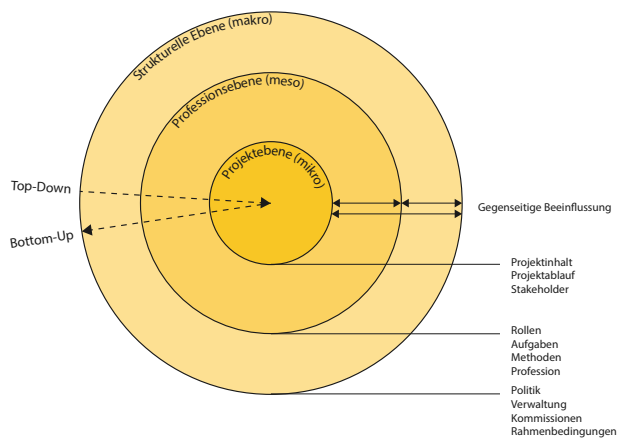 Strukturelle Ebene (makro)
Professionsebene (meso)
Projektebene (mikro)
Top-Down
Bottom-Up
Gegenseitige Beeinflussung
Projektinhalt
Projektablauf
Stakeholder
Rollen
Aufgaben
Methoden
Profession
Politik
Verwaltung
Kommissionen
Rahmenbedingungen